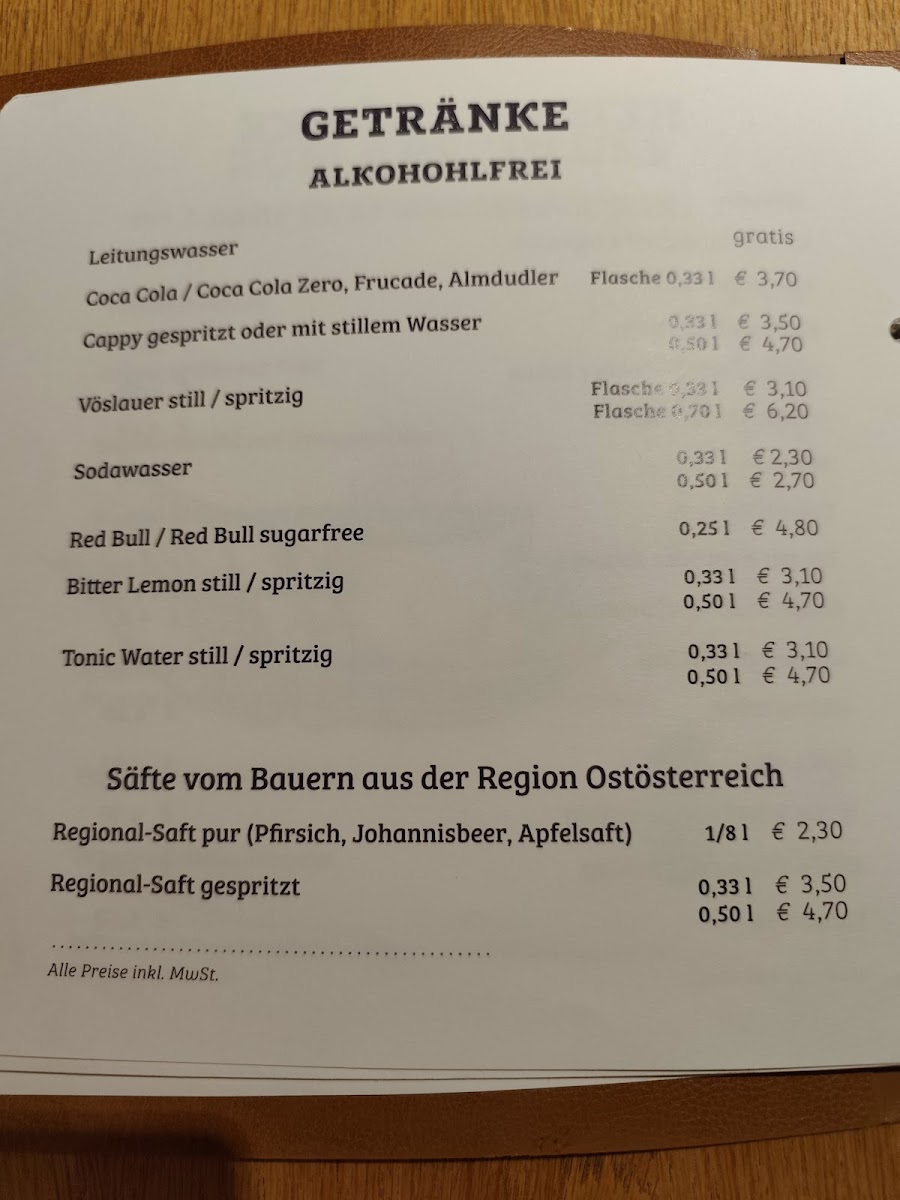 GETRÄNKE
ALKOHOHLFREI
Leitungswasser gratis
Coca Cola / Coca Cola Zero, Frucade, Almdudler Flasche 0,33 l € 3,70
Cappy gespritzt oder mit stillem Wasser 0,33 l € 3,50
0,50 l € 4,70
Vöslauer still / spritzig Flasche 0,33 l € 3,10
Flasche 0,70 l € 6,20
Sodawasser 0,33 l € 2,30
0,50 l € 2,70
Red Bull / Red Bull sugarfree 0,25 l € 4,80
Bitter Lemon still / spritzig 0,33 l € 3,10
0,50 l € 4,70
Tonic Water still / spritzig 0,33 l € 3,10
0,50 l € 4,70
Säfte vom Bauern aus der Region Ostösterreich
Regional-Saft pur (Pfirsich, Johannisbeer, Apfelsaft) 1/8 l € 2,30
Regional-Saft gespritzt 0,33 l € 3,50
0,50 l € 4,70
.....................................................
Alle Preise inkl. MwSt.